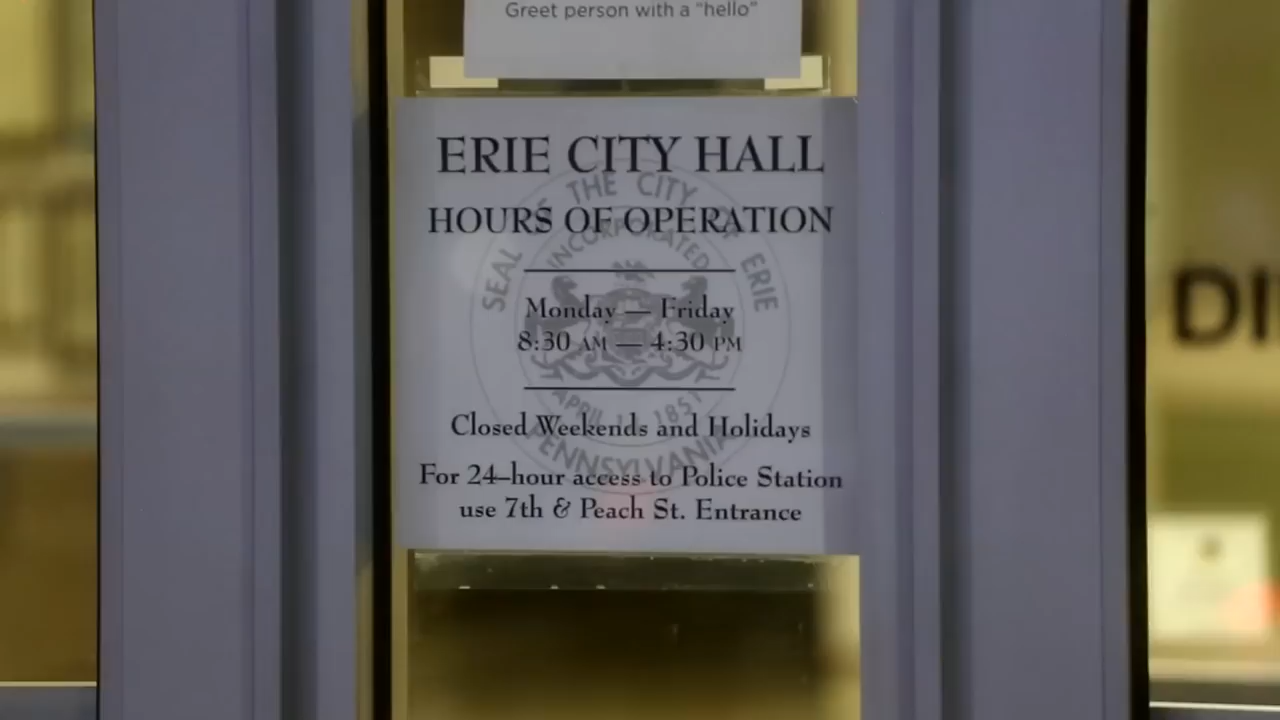 Greet person with a “hello”
ERIE CITY HALL
HOURS OF OPERATION
Monday — Friday
8:30 AM — 4:30 PM
Closed Weekends and Holidays
For 24–hour access to Police Station
use 7th & Peach St. Entrance
SEAL OF THE CITY OF ERIE
INCORPORATED
APRIL 1851
PENNSYLVANIA
DI